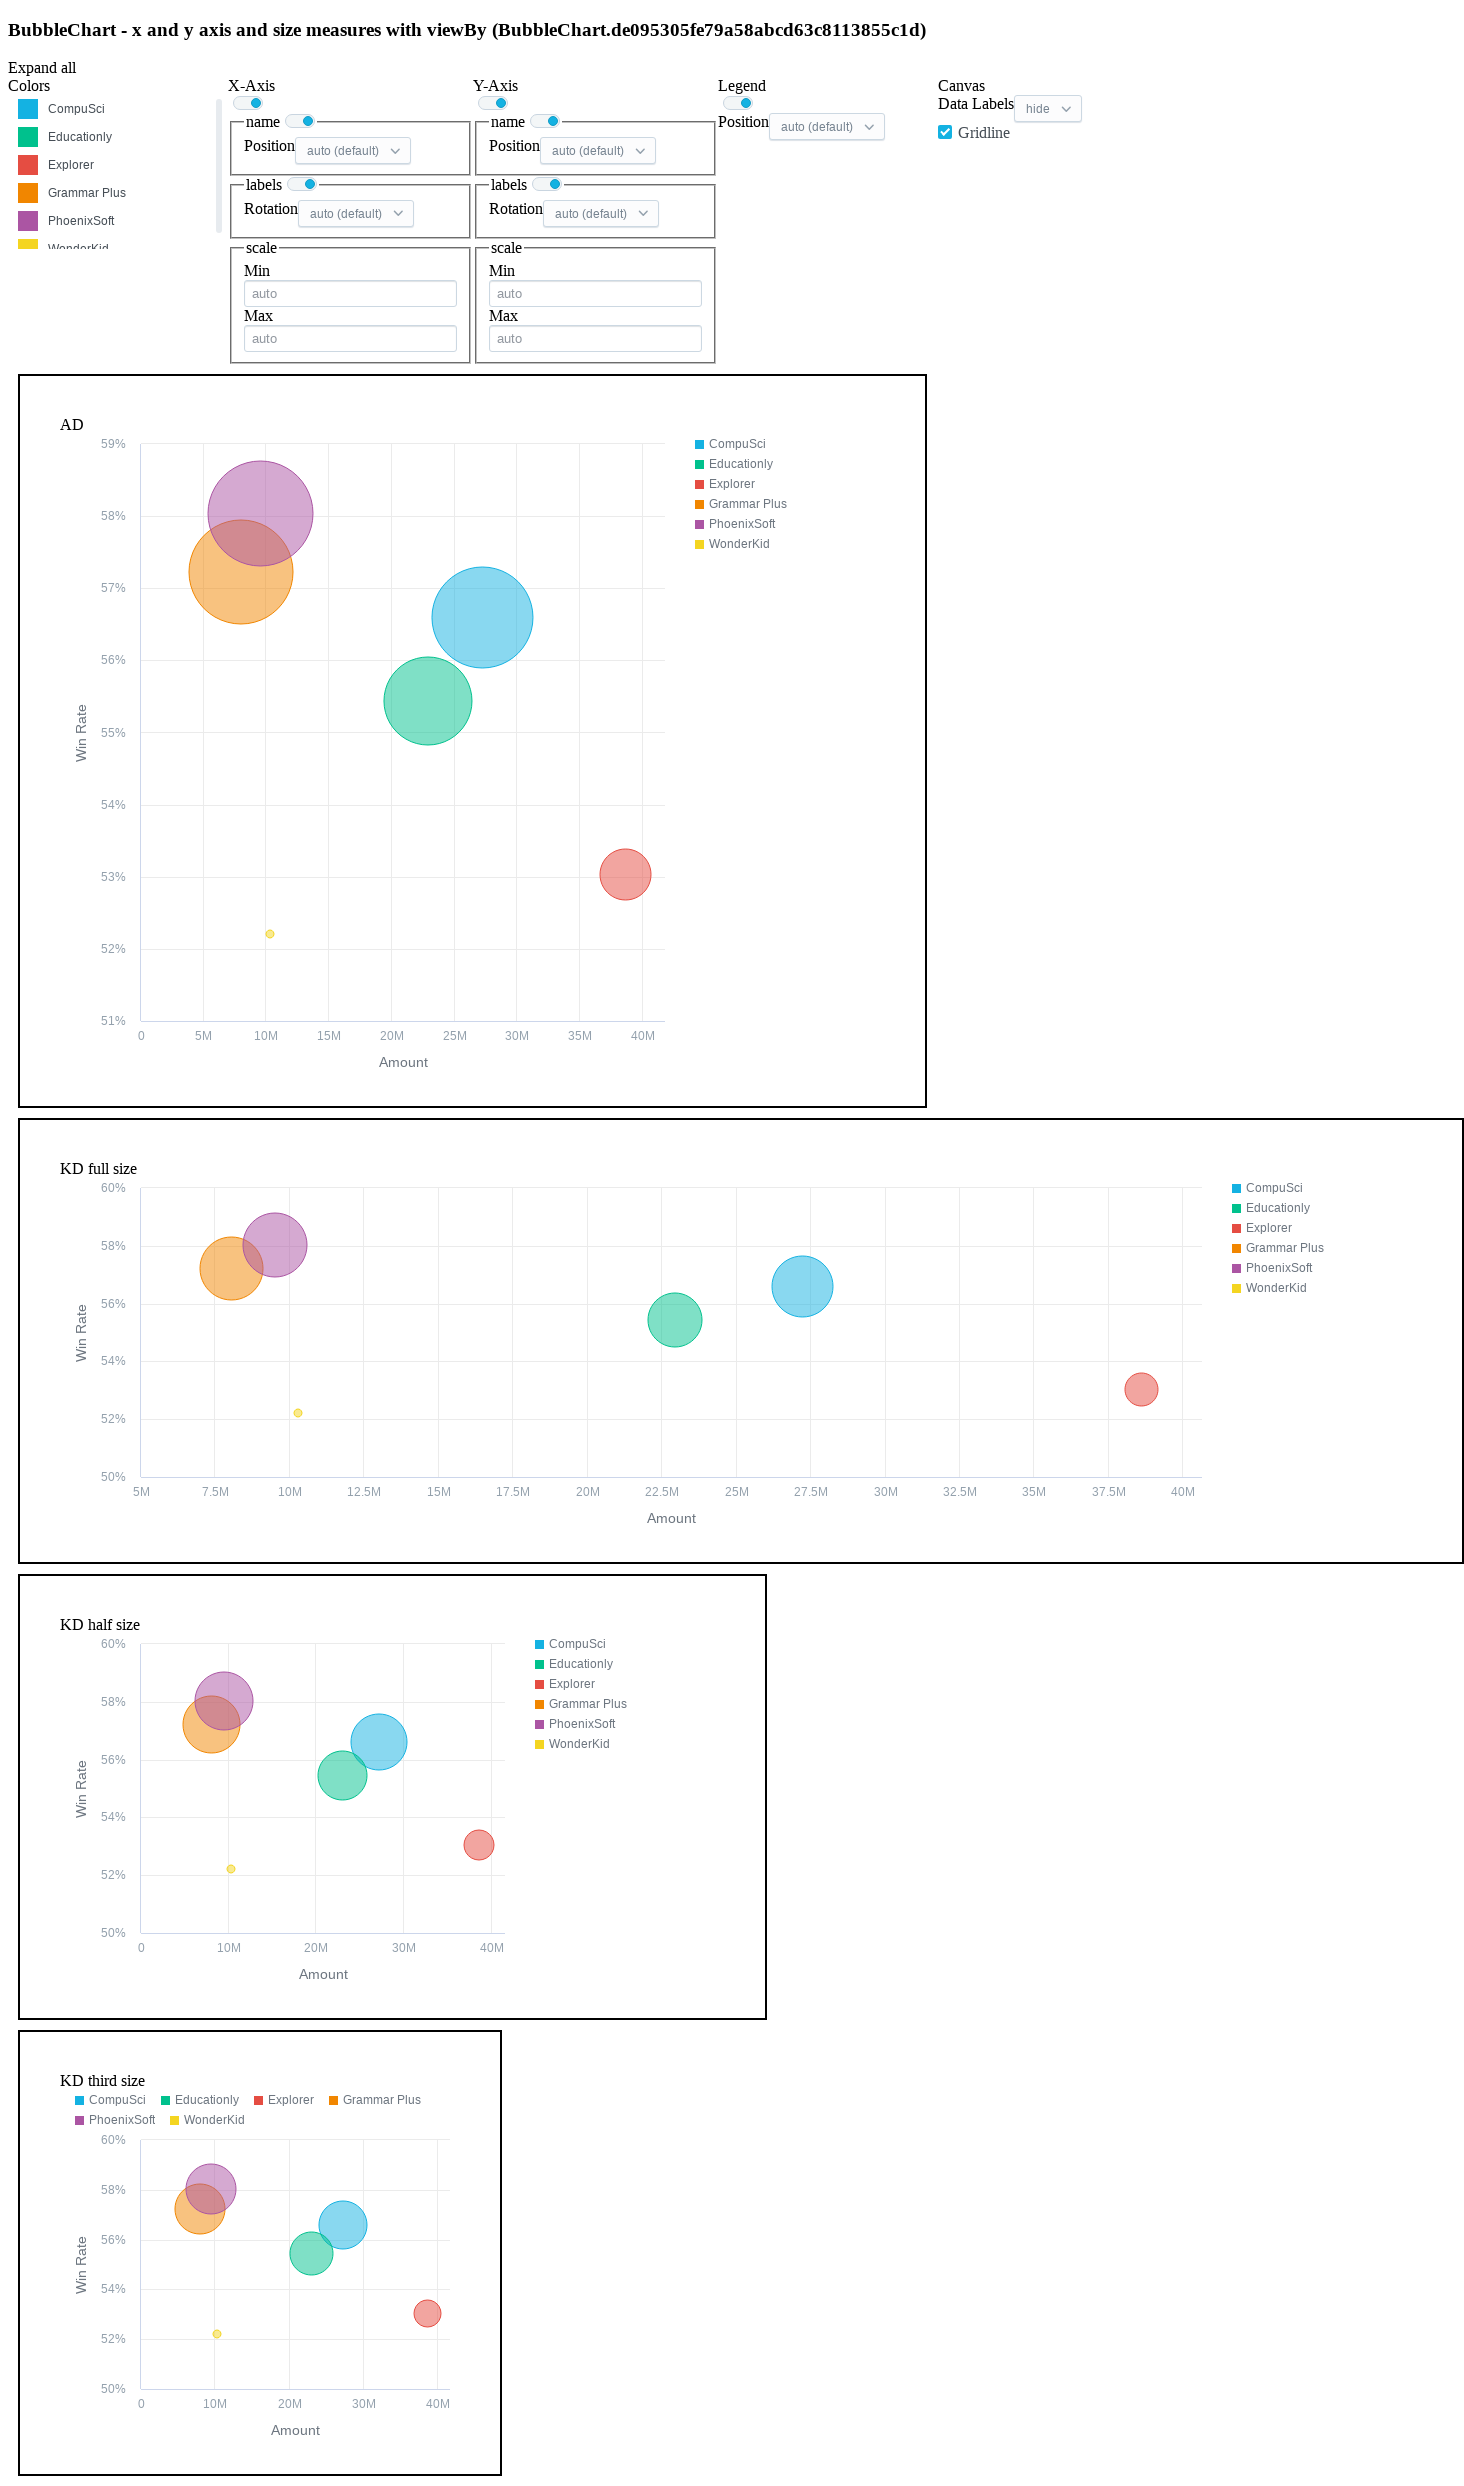 BubbleChart - x and y axis and size measures with viewBy (BubbleChart.de095305fe79a58abcd63c8113855c1d)
Expand all
Colors
CompuSci
Educationly
Explorer
Grammar Plus
PhoenixSoft
WonderKid
X-Axis
name
Position auto (default)
labels
Rotation auto (default)
scale
Min
auto
Max
auto
Y-Axis
name
Position auto (default)
labels
Rotation auto (default)
scale
Min
auto
Max
auto
Legend
Position auto (default)
Canvas
Data Labels hide
Gridline
AD
59%
58%
57%
56%
55%
54%
53%
52%
51%
Win Rate
0 5M 10M 15M 20M 25M 30M 35M 40M
Amount
CompuSci
Educationly
Explorer
Grammar Plus
PhoenixSoft
WonderKid
KD full size
60%
58%
56%
54%
52%
50%
Win Rate
5M 7.5M 10M 12.5M 15M 17.5M 20M 22.5M 25M 27.5M 30M 32.5M 35M 37.5M 40M
Amount
CompuSci
Educationly
Explorer
Grammar Plus
PhoenixSoft
WonderKid
KD half size
60%
58%
56%
54%
52%
50%
Win Rate
0 10M 20M 30M 40M
Amount
CompuSci
Educationly
Explorer
Grammar Plus
PhoenixSoft
WonderKid
KD third size
CompuSci Educationly Explorer Grammar Plus
PhoenixSoft WonderKid
60%
58%
56%
54%
52%
50%
Win Rate
0 10M 20M 30M 40M
Amount